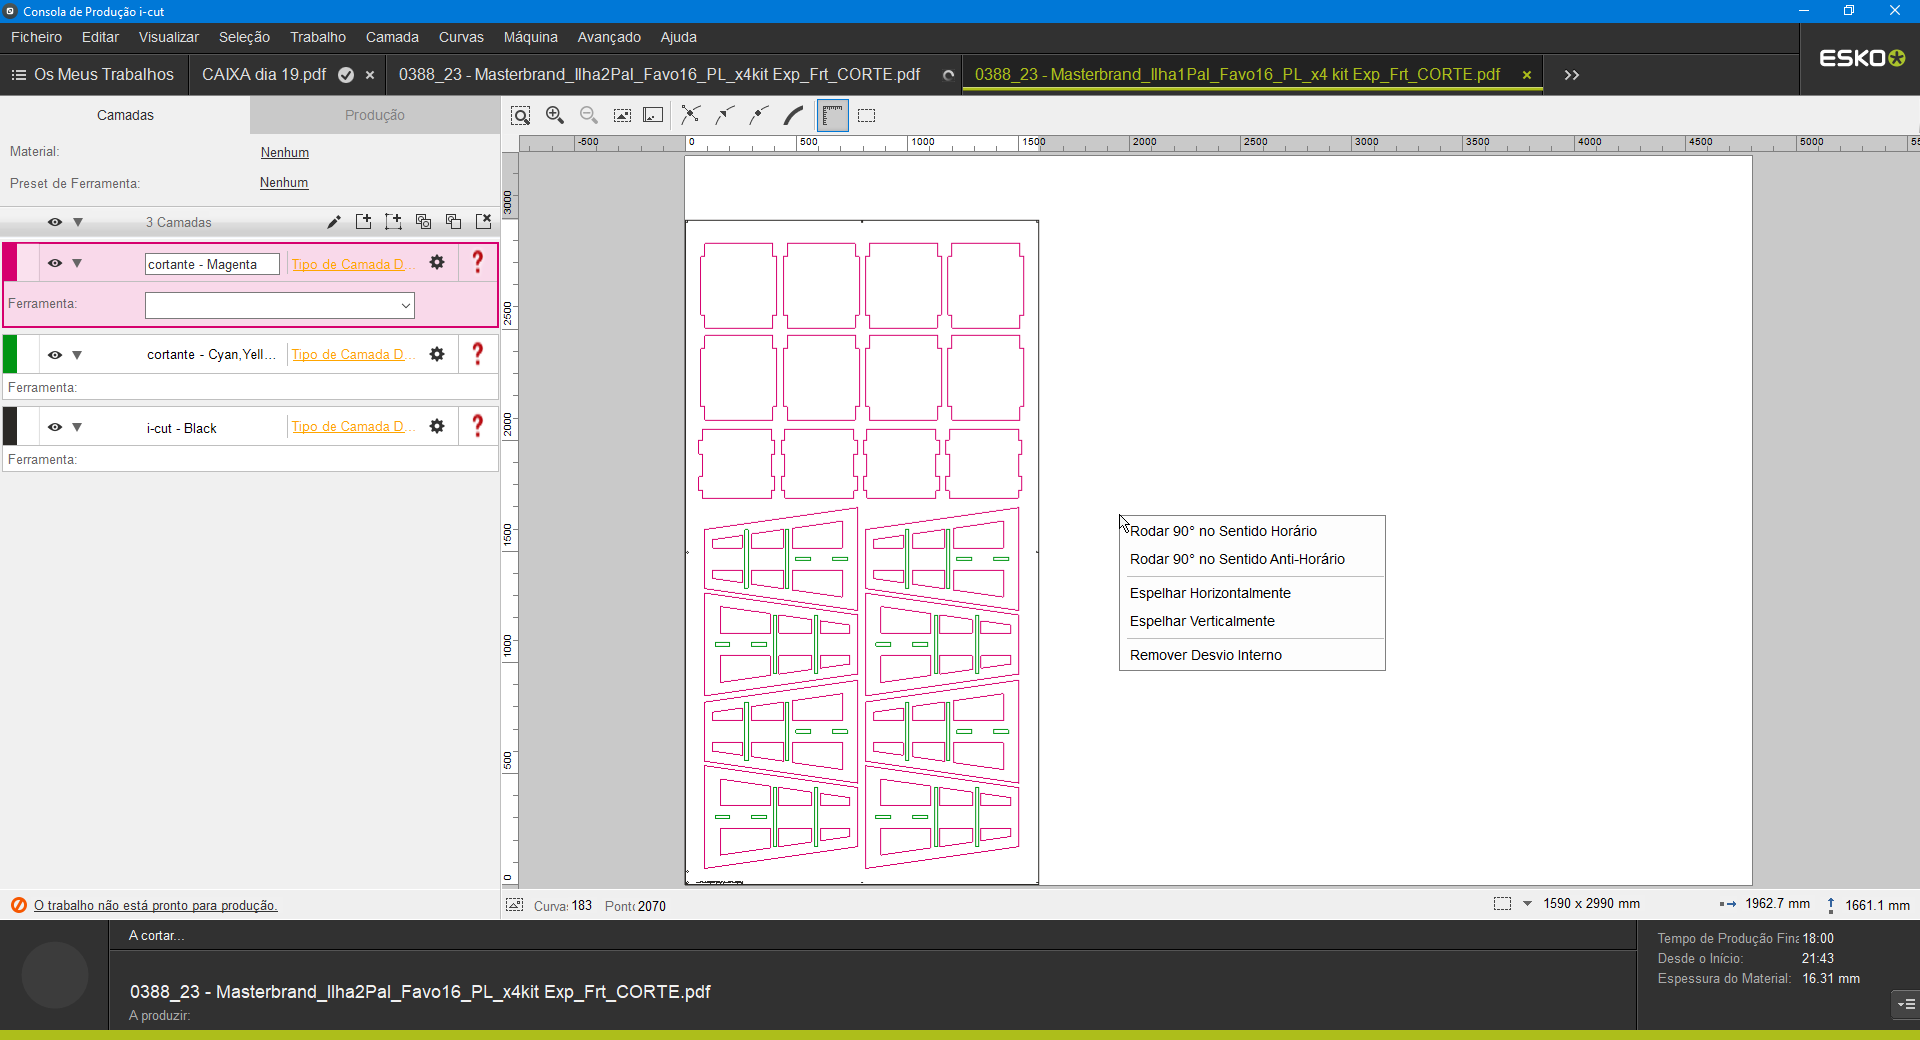 Consola de Produção i-cut
Ficheiro Editar Visualizar Seleção Trabalho Camada Curvas Máquina Avançado Ajuda
Os Meus Trabalhos CAIXA dia 19.pdf × 0388_23 - Masterbrand_Ilha2Pal_Favo16_PL_x4kit Exp_Frt_CORTE.pdf 0388_23 - Masterbrand_Ilha1Pal_Favo16_PL_x4 kit Exp_Frt_CORTE.pdf × >>
ESKO
Camadas Produção
Material: Nenhum
Preset de Ferramenta: Nenhum
3 Camadas
cortante - Magenta Tipo de Camada D... ?
Ferramenta:
cortante - Cyan,Yell... Tipo de Camada D... ?
Ferramenta:
i-cut - Black Tipo de Camada D... ?
Ferramenta:
-500 0 500 1000 1500 2000 2500 3000 3500 4000 4500 5000 55
3000
2500
2000
1500
1000
500
0
Rodar 90° no Sentido Horário
Rodar 90° no Sentido Anti-Horário
Espelhar Horizontalmente
Espelhar Verticalmente
Remover Desvio Interno
O trabalho não está pronto para produção.
Curva: 183 Pont: 2070 1590 x 2990 mm 1962.7 mm 1661.1 mm
A cortar...
0388_23 - Masterbrand_Ilha2Pal_Favo16_PL_x4kit Exp_Frt_CORTE.pdf
A produzir:
Tempo de Produção Fina 18:00
Desde o Início: 21:43
Espessura do Material: 16.31 mm